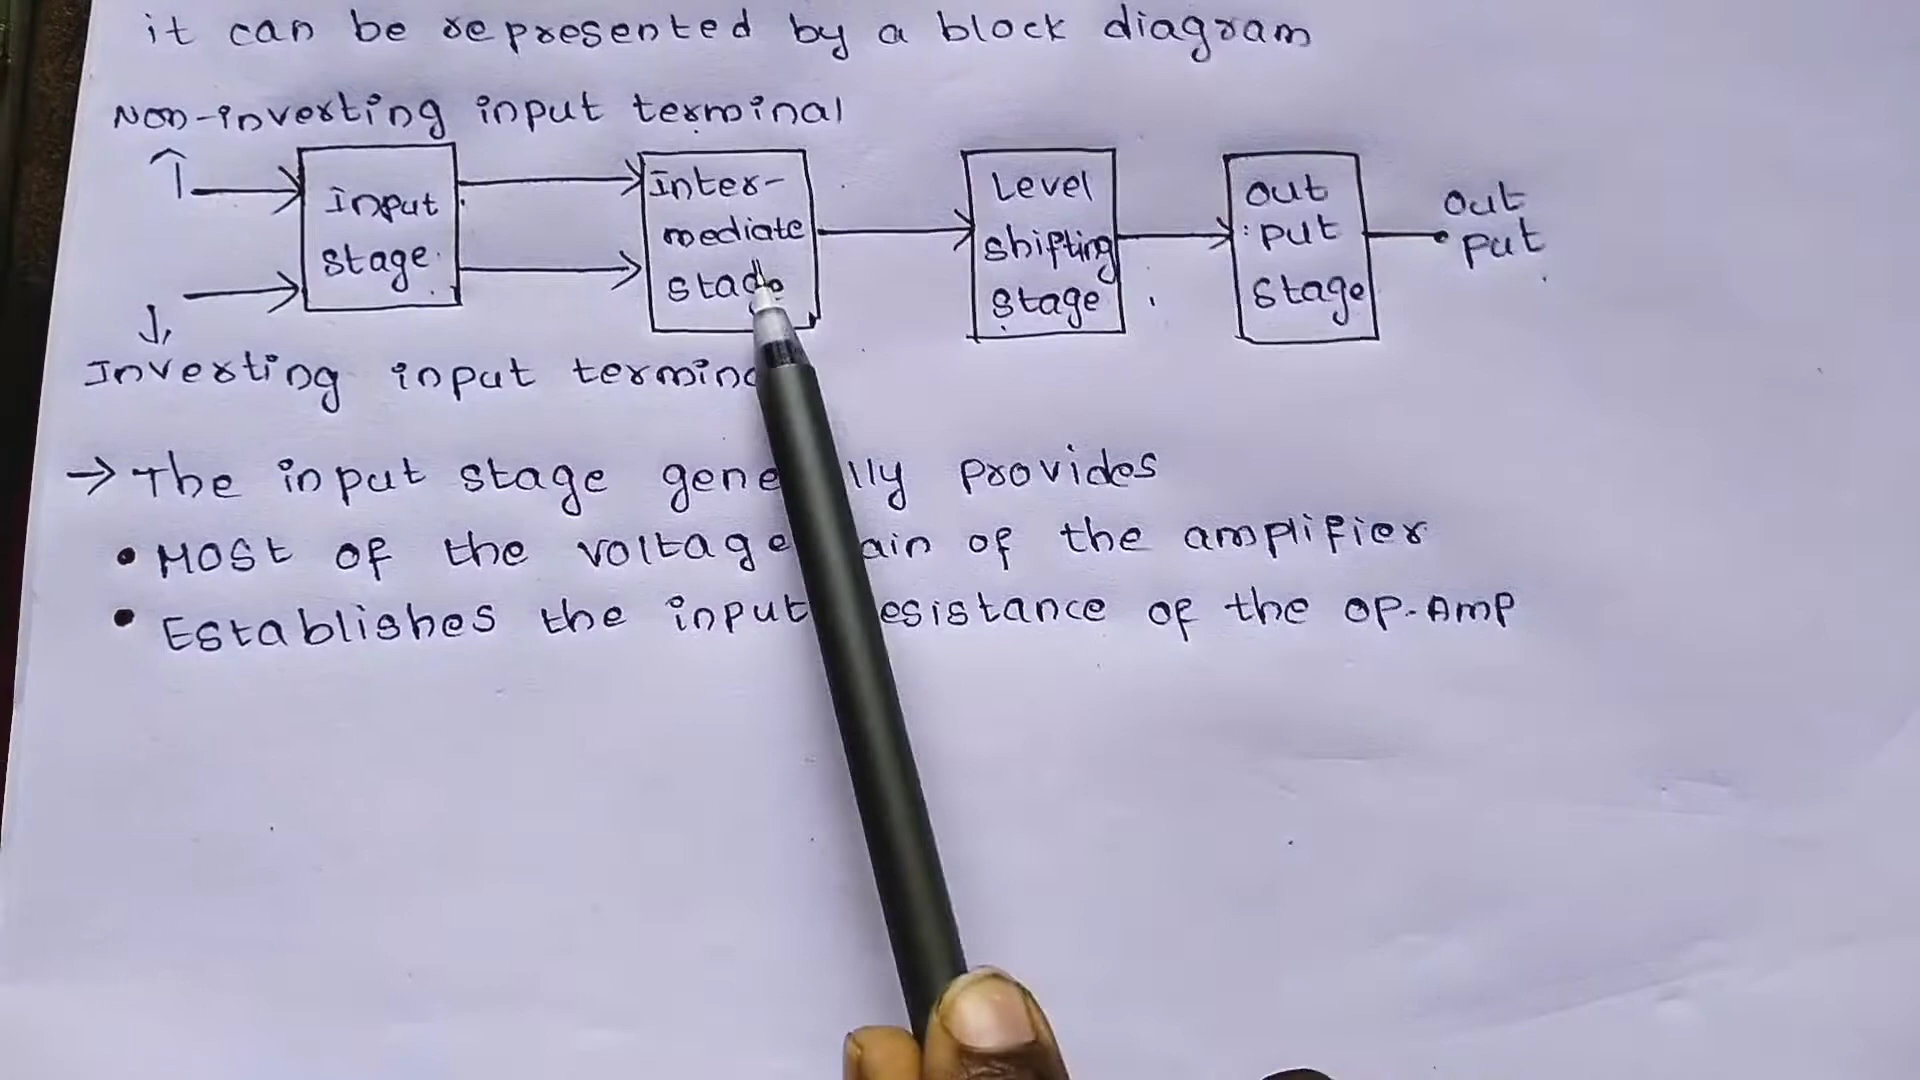 it can be represented by a block diagram
Non-inverting input terminal
Input
stage
Inter-
mediate
stage
Level
shifting
stage
out
put
stage
out
put
Inverting input
→ The input stage provides
• Most of the voltage of the amplifier
• Establishes the input of the OP-Amp